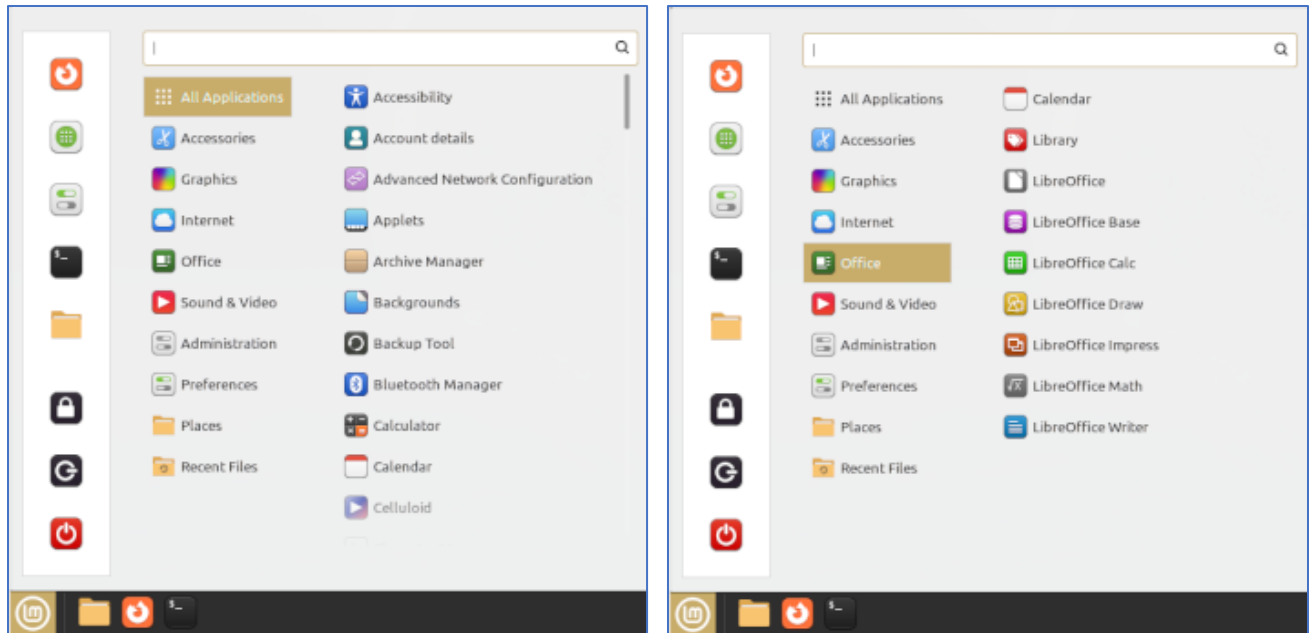 All Applications
Accessories
Graphics
Internet
Office
Sound & Video
Administration
Preferences
Places
Recent Files
Accessibility
Account details
Advanced Network Configuration
Applets
Archive Manager
Backgrounds
Backup Tool
Bluetooth Manager
Calculator
Calendar
Celluloid
$_
$_
lm
All Applications
Accessories
Graphics
Internet
Office
Sound & Video
Administration
Preferences
Places
Recent Files
Calendar
Library
LibreOffice
LibreOffice Base
LibreOffice Calc
LibreOffice Draw
LibreOffice Impress
LibreOffice Math
LibreOffice Writer
$_
$_
lm